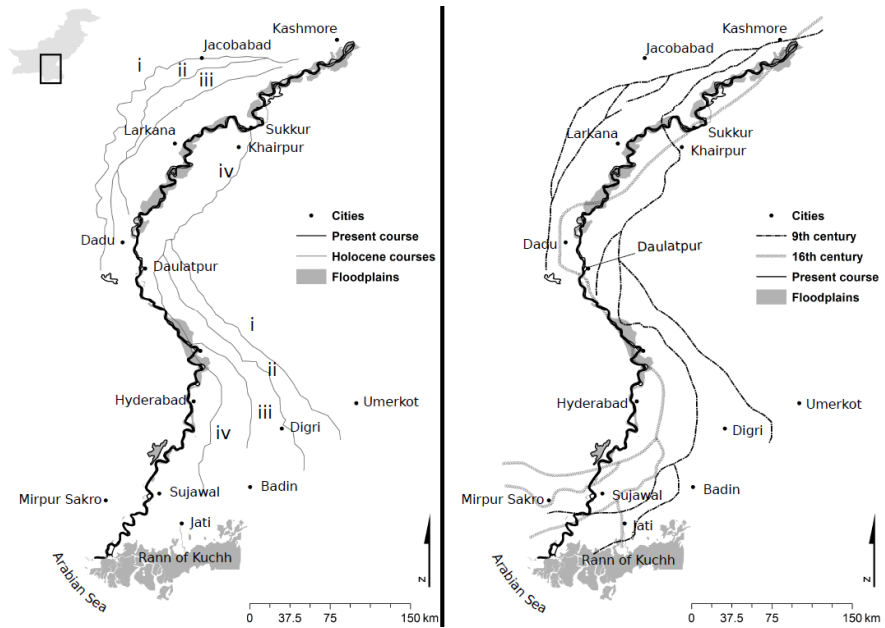 Kashmore
Jacobabad
i
ii
iii
Larkana
Sukkur
Khairpur
iv
Cities
Present course
Holocene courses
Floodplains
Dadu
Daulatpur
i
ii
Hyderabad
iii
Umerkot
iv
Digri
Mirpur Sakro
Sujawal
Badin
Jati
Rann of Kuchh
Arabian Sea
N
0 37.5 75 150 km
Kashmore
Jacobabad
Larkana
Sukkur
Khairpur
Cities
9th century
16th century
Present course
Floodplains
Dadu
Daulatpur
Hyderabad
Umerkot
Digri
Mirpur Sakro
Sujawal
Badin
Jati
Rann of Kuchh
Arabian Sea
N
0 37.5 75 150 km